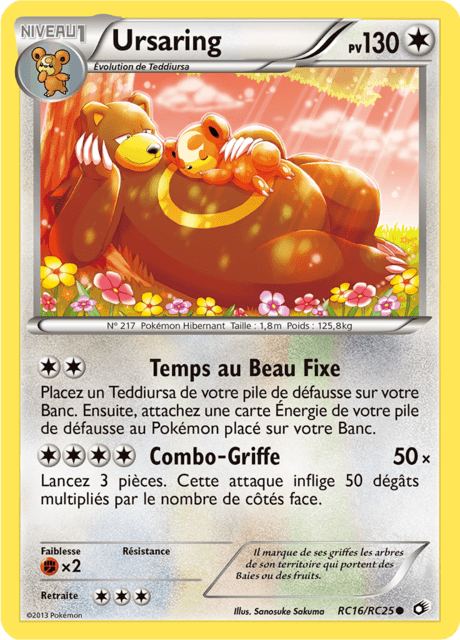 NIVEAU 1
Ursaring
PV 130
Évolution de Teddiursa
N° 217 Pokémon Hibernant Taille : 1,8m Poids : 125,8kg
Temps au Beau Fixe
Placez un Teddiursa de votre pile de défausse sur votre
Banc. Ensuite, attachez une carte Énergie de votre pile
de défausse au Pokémon placé sur votre Banc.
Combo-Griffe 50×
Lancez 3 pièces. Cette attaque inflige 50 dégâts
multipliés par le nombre de côtés face.
Faiblesse Résistance
×2
Il marque de ses griffes les arbres
de son territoire qui portent des
Baies ou des fruits.
Retraite
Illus. Sanosuke Sakuma RC16/RC25
©2013 Pokémon